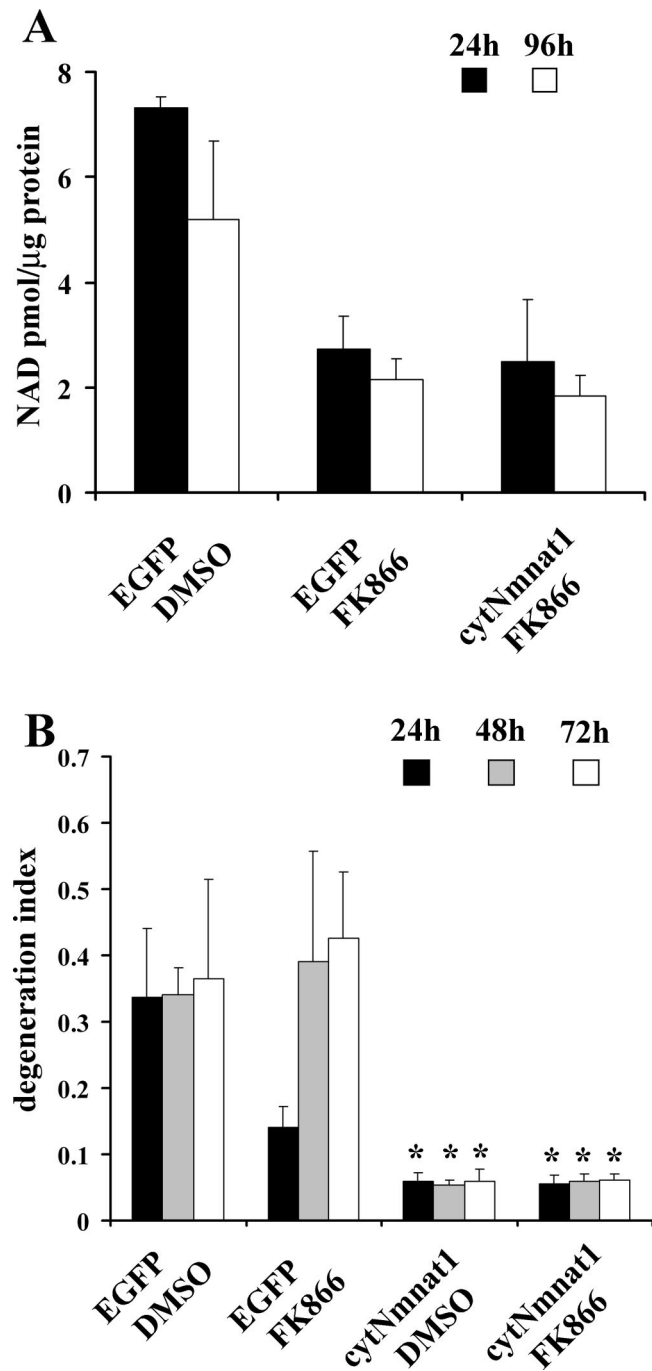 A
24h 96h
NAD pmol/μg protein
8
6
4
2
0
EGFP
DMSO
EGFP
FK866
cytNmnat1
FK866
B
24h 48h 72h
degeneration index
0.7
0.6
0.5
0.4
0.3
0.2
0.1
0
* * * * * *
EGFP
DMSO
EGFP
FK866
cytNmnat1
DMSO
cytNmnat1
FK866